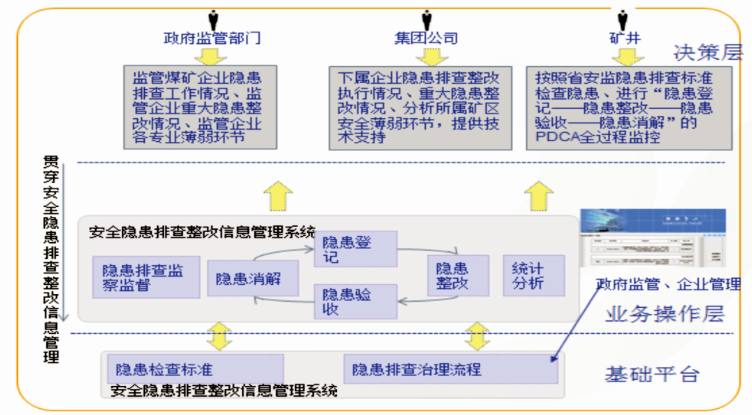 政府监管部门
集团公司
矿井
决策层
监管煤矿企业隐患
排查工作情况、监
管企业重大隐患整
改情况、监管企业
各专业薄弱环节
下属企业隐患排查整改
执行情况、重大隐患整
改情况、分析所属矿区
安全薄弱环节，提供技
术支持
按照省安监隐患排查标准
检查隐患、进行“隐患登
记——隐患整改——隐患
验收——隐患消解”的
PDCA全过程监控
贯穿安全隐患排查整改信息管理
安全隐患排查整改信息管理系统
隐患排查监
察监督
隐患消解
隐患登
记
隐患验
收
隐患
整改
统计
分析
政府监管、企业管理
业务操作层
隐患检查标准
隐患排查治理流程
安全隐患排查整改信息管理系统
基础平台